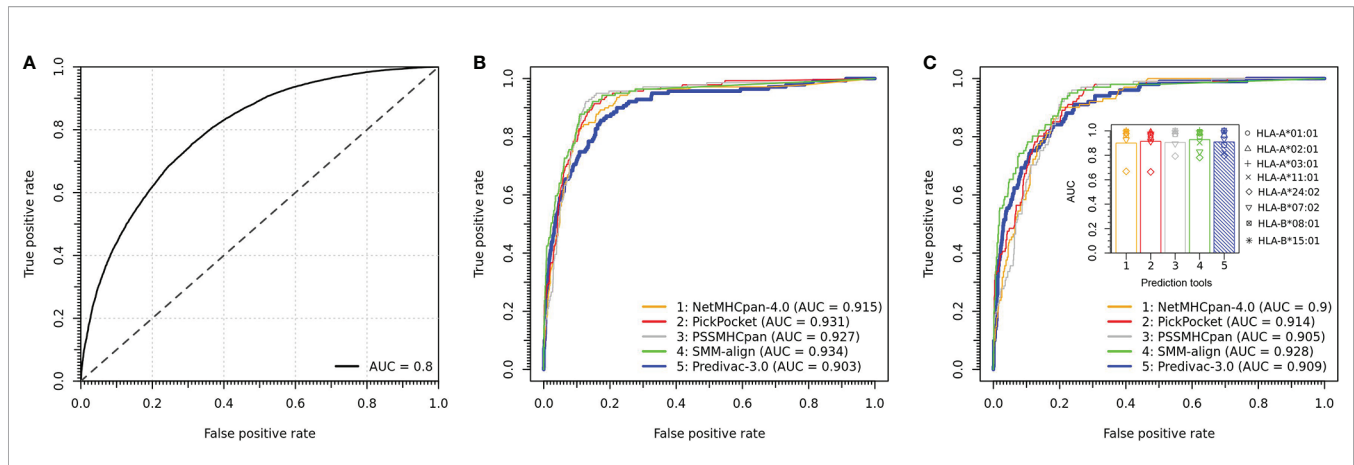 A
True positive rate
0.0 0.2 0.4 0.6 0.8 1.0
AUC = 0.8
0.0 0.2 0.4 0.6 0.8 1.0
False positive rate
B
True positive rate
0.0 0.2 0.4 0.6 0.8 1.0
1: NetMHCpan-4.0 (AUC = 0.915)
2: PickPocket (AUC = 0.931)
3: PSSMHCpan (AUC = 0.927)
4: SMM-align (AUC = 0.934)
5: Predivac-3.0 (AUC = 0.903)
0.0 0.2 0.4 0.6 0.8 1.0
False positive rate
C
True positive rate
0.0 0.2 0.4 0.6 0.8 1.0
AUC
0.0 0.2 0.4 0.6 0.8 1.0
1 2 3 4 5
Prediction tools
HLA-A*01:01
HLA-A*02:01
HLA-A*03:01
HLA-A*11:01
HLA-A*24:02
HLA-B*07:02
HLA-B*08:01
HLA-B*15:01
1: NetMHCpan-4.0 (AUC = 0.9)
2: PickPocket (AUC = 0.914)
3: PSSMHCpan (AUC = 0.905)
4: SMM-align (AUC = 0.928)
5: Predivac-3.0 (AUC = 0.909)
0.0 0.2 0.4 0.6 0.8 1.0
False positive rate